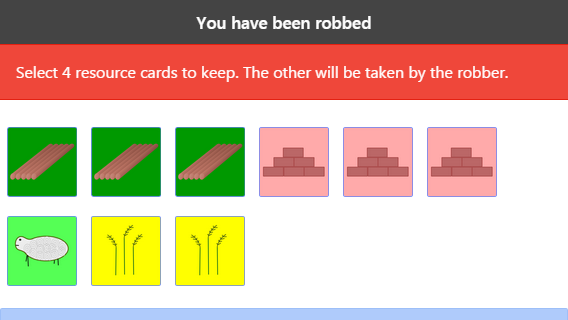 You have been robbed
Select 4 resource cards to keep. The other will be taken by the robber.